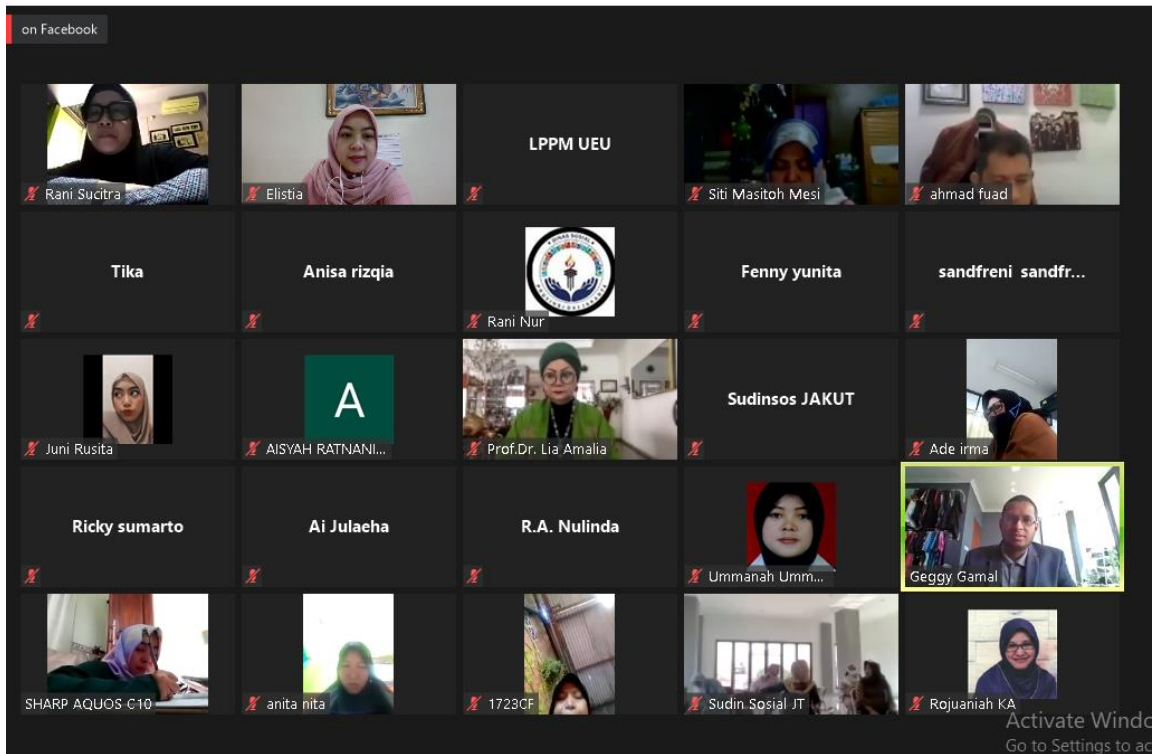 on Facebook
Rani Sucitra
Elistia
LPPM UEU
Siti Masitoh Mesi
ahmad fuad
Tika
Anisa rizqia
DINAS SOSIAL
Rani Nur
Fenny yunita
sandfreni sandfr...
Juni Rusita
A
AISYAH RATNANI...
Prof.Dr. Lia Amalia
Sudinsos JAKUT
Ade irma
Ricky sumarto
Ai Julaeha
R.A. Nulinda
Ummanah Umm...
Geggy Gamal
SHARP AQUOS C10
anita nita
1723CF
Sudin Sosial JT
Rojuaniah KA
Activate Windo
Go to Settings to ac